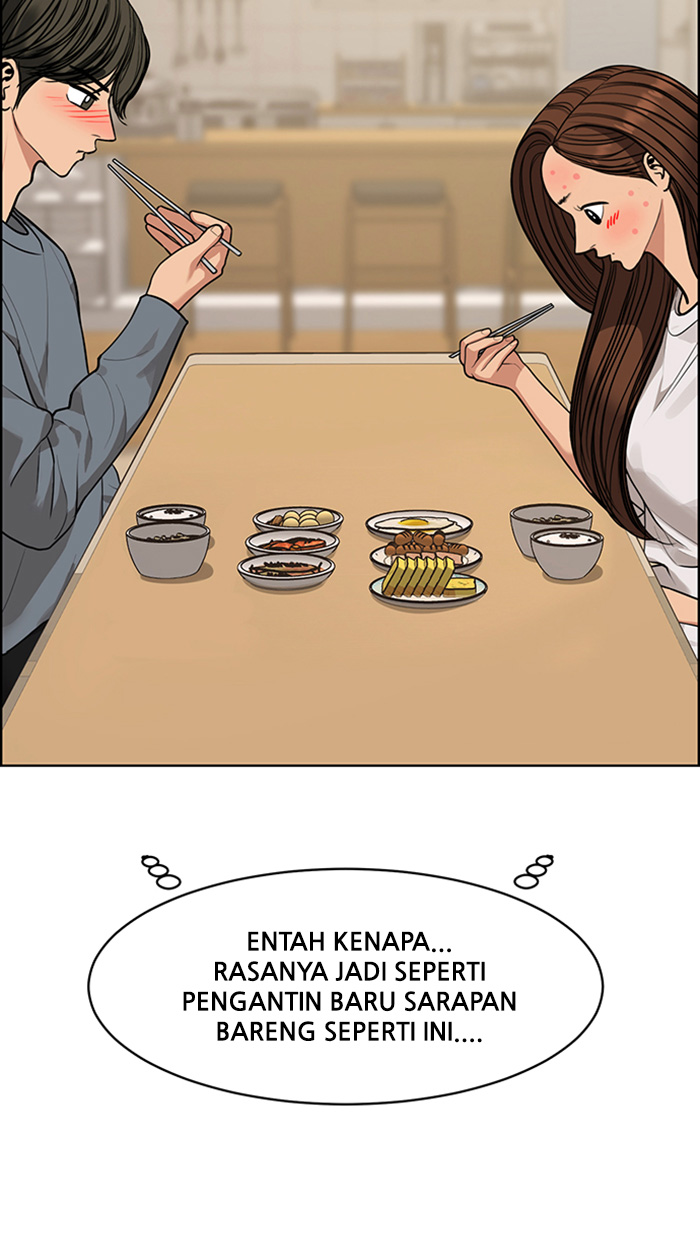 ENTAH KENAPA...
RASANYA JADI SEPERTI
PENGANTIN BARU SARAPAN
BARENG SEPERTI INI....